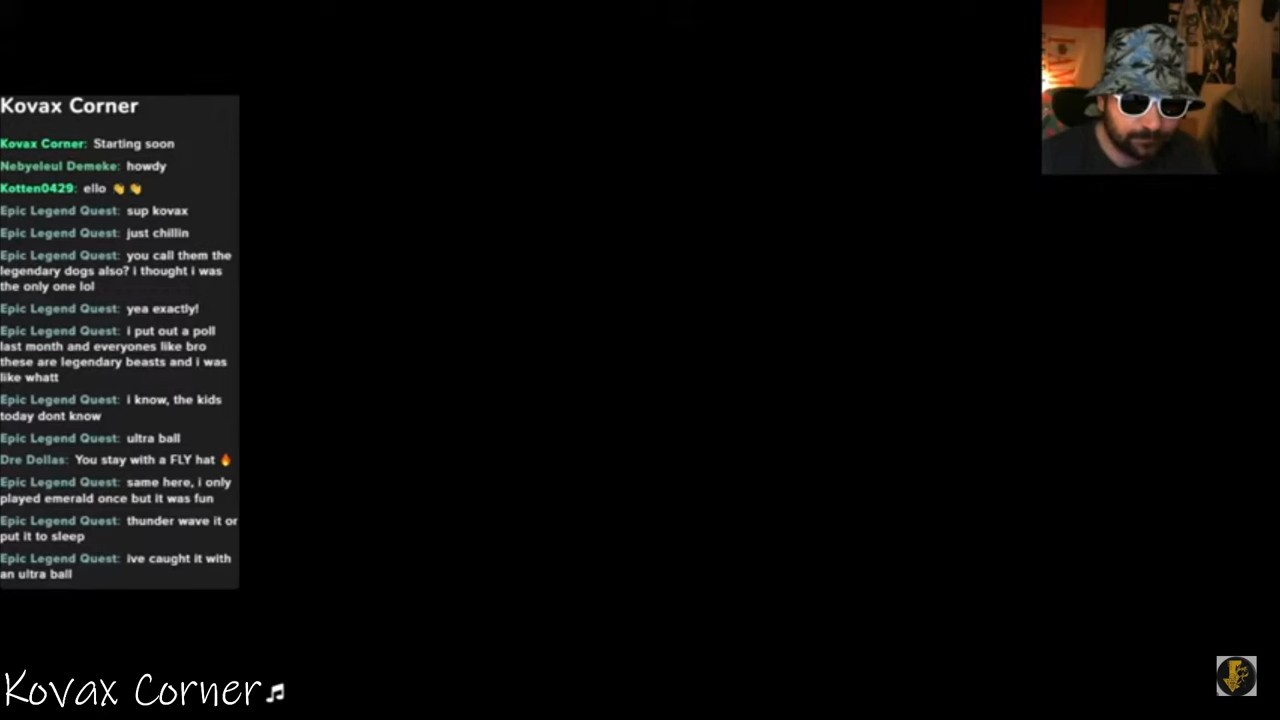 Kovax Corner
Kovax Corner: Starting soon
Nebyeleul Demeke: howdy
Kotten0429: ello 👏 👏
Epic Legend Quest: sup kovax
Epic Legend Quest: just chillin
Epic Legend Quest: you call them the
legendary dogs also? i thought i was
the only one lol
Epic Legend Quest: yea exactly!
Epic Legend Quest: i put out a poll
last month and everyones like bro
these are legendary beasts and i was
like whatt
Epic Legend Quest: i know, the kids
today dont know
Epic Legend Quest: ultra ball
Dre Dollas: You stay with a FLY hat 🔥
Epic Legend Quest: same here, i only
played emerald once but it was fun
Epic Legend Quest: thunder wave it or
put it to sleep
Epic Legend Quest: ive caught it with
an ultra ball
Kovax Corner🎵